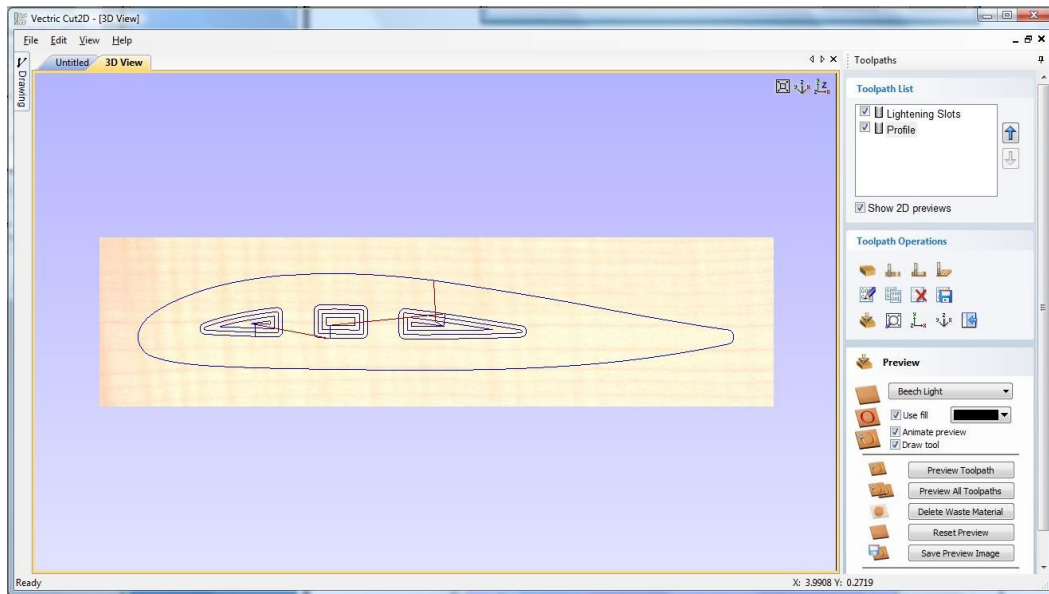 Vectric Cut2D - [3D View]
File Edit View Help
Untitled 3D View
Toolpaths
Drawing
Toolpath List
Lightening Slots
Profile
Show 2D previews
Toolpath Operations
Preview
Beech Light
Use fill
Animate preview
Draw tool
Preview Toolpath
Preview All Toolpaths
Delete Waste Material
Reset Preview
Save Preview Image
Ready
X: 3.9908 Y: 0.2719